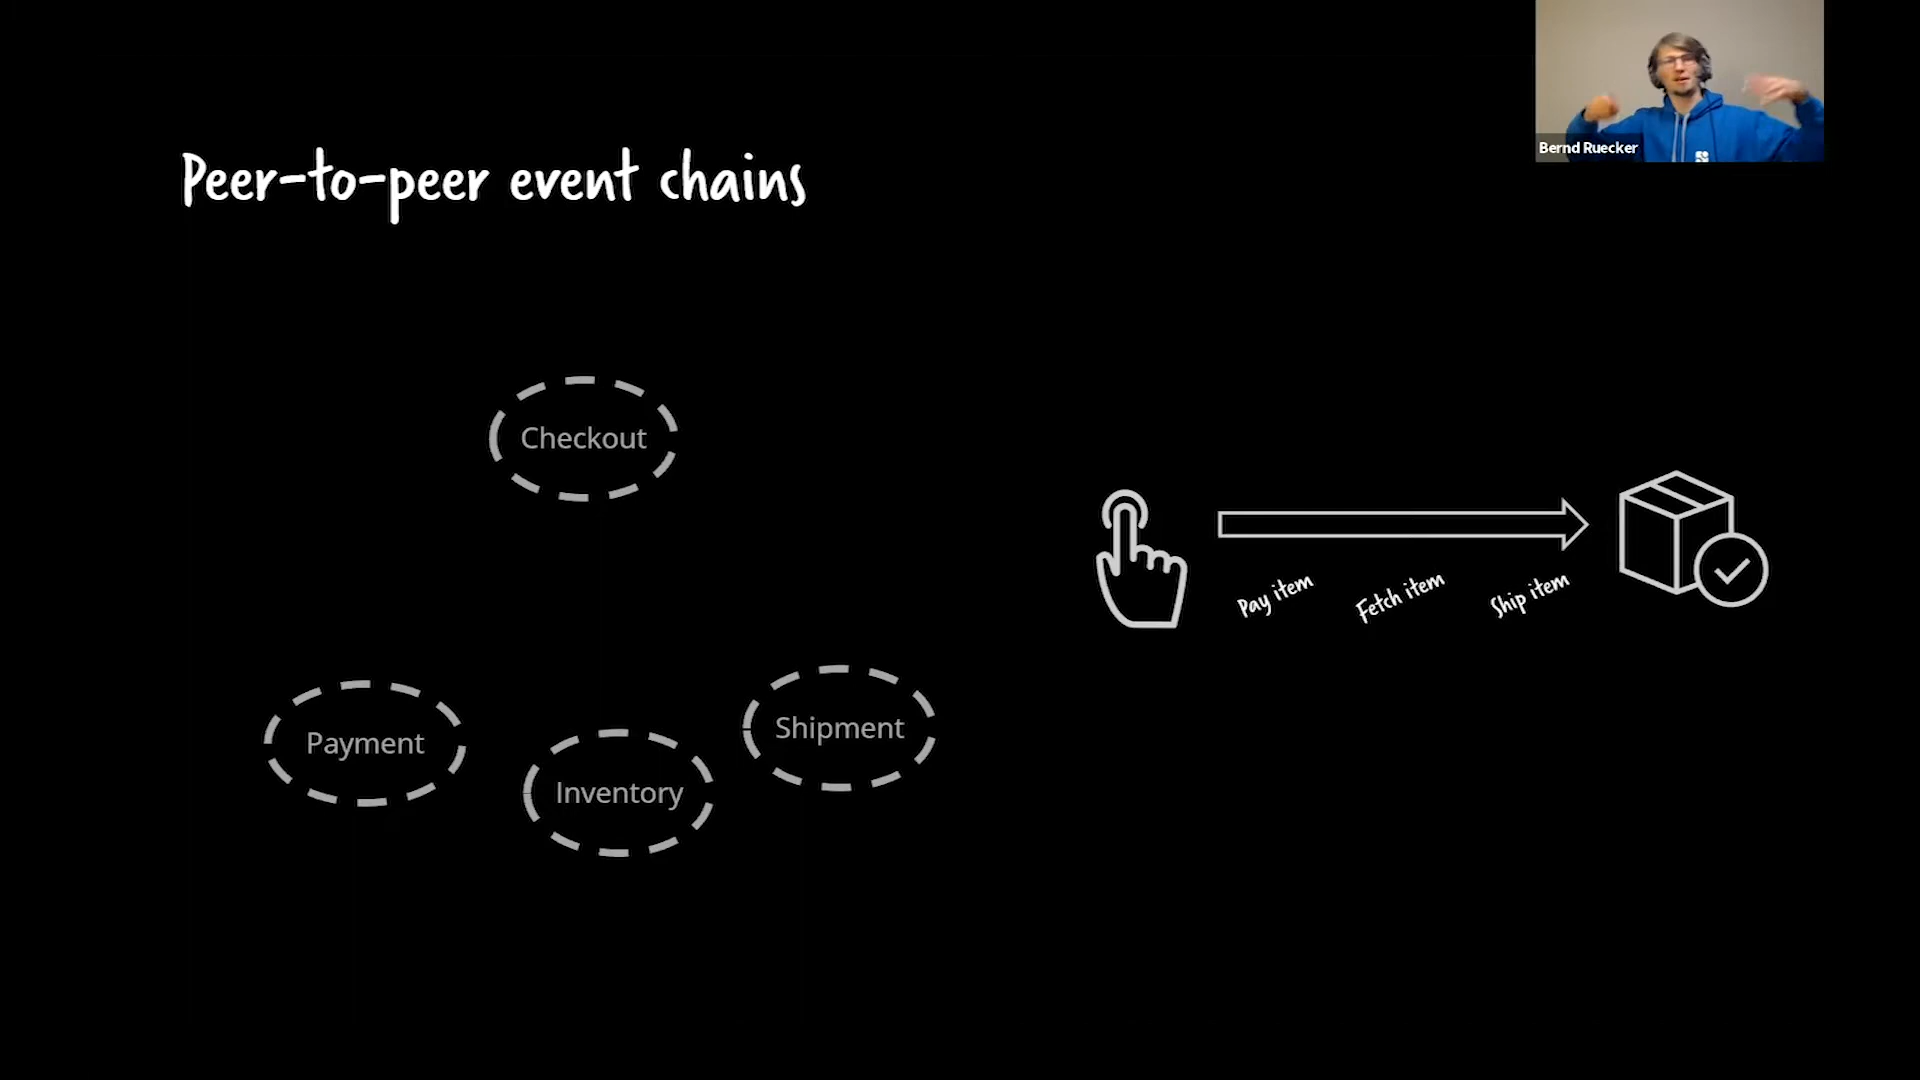 Bernd Ruecker
Peer-to-peer event chains
Checkout
Pay item
Fetch item
Ship item
Payment
Inventory
Shipment